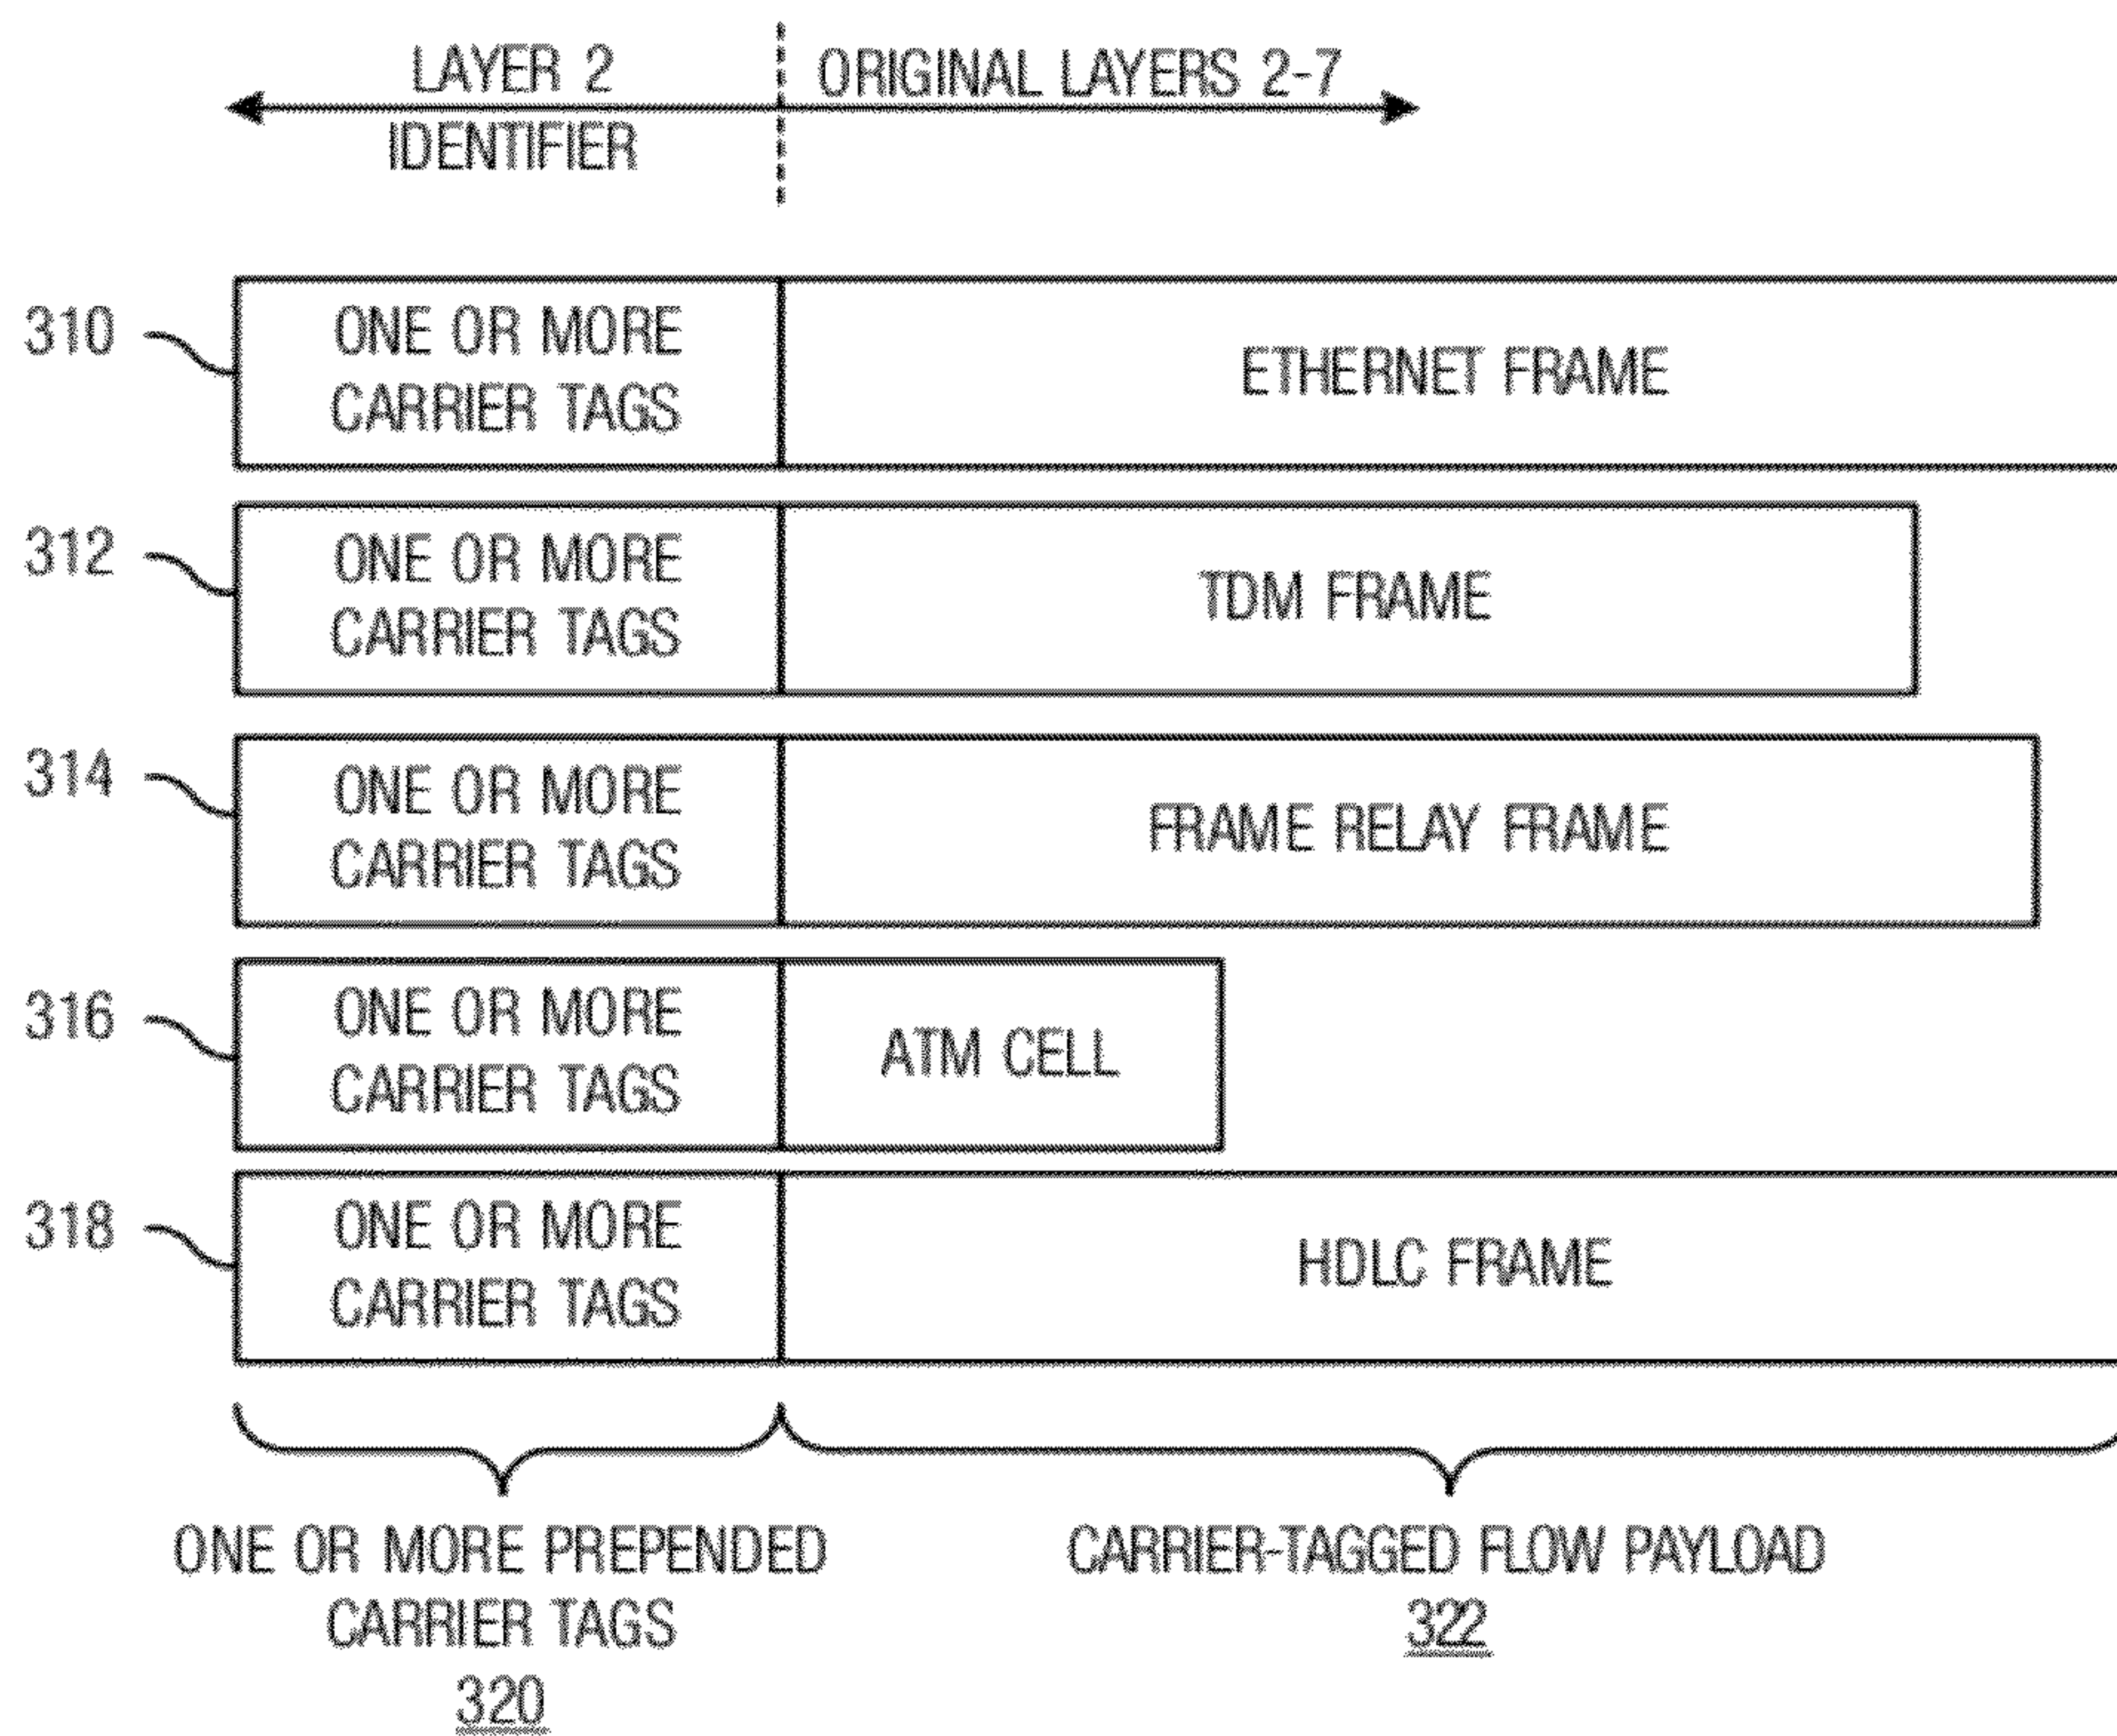 LAYER 2
IDENTIFIER
ORIGINAL LAYERS 2-7
310
ONE OR MORE
CARRIER TAGS
ETHERNET FRAME
312
ONE OR MORE
CARRIER TAGS
TDM FRAME
314
ONE OR MORE
CARRIER TAGS
FRAME RELAY FRAME
316
ONE OR MORE
CARRIER TAGS
ATM CELL
318
ONE OR MORE
CARRIER TAGS
HDLC FRAME
ONE OR MORE PREPENDED
CARRIER TAGS
320
CARRIER-TAGGED FLOW PAYLOAD
322